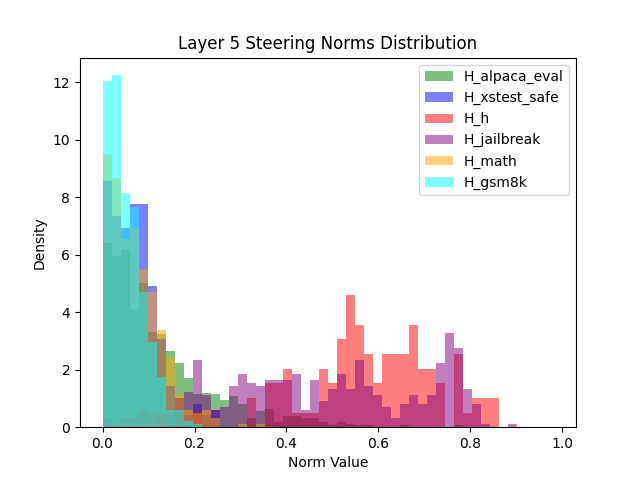 Layer 5 Steering Norms Distribution
H_alpaca_eval
H_xstest_safe
H_h
H_jailbreak
H_math
H_gsm8k
Density
12
10
8
6
4
2
0
0.0 0.2 0.4 0.6 0.8 1.0
Norm Value